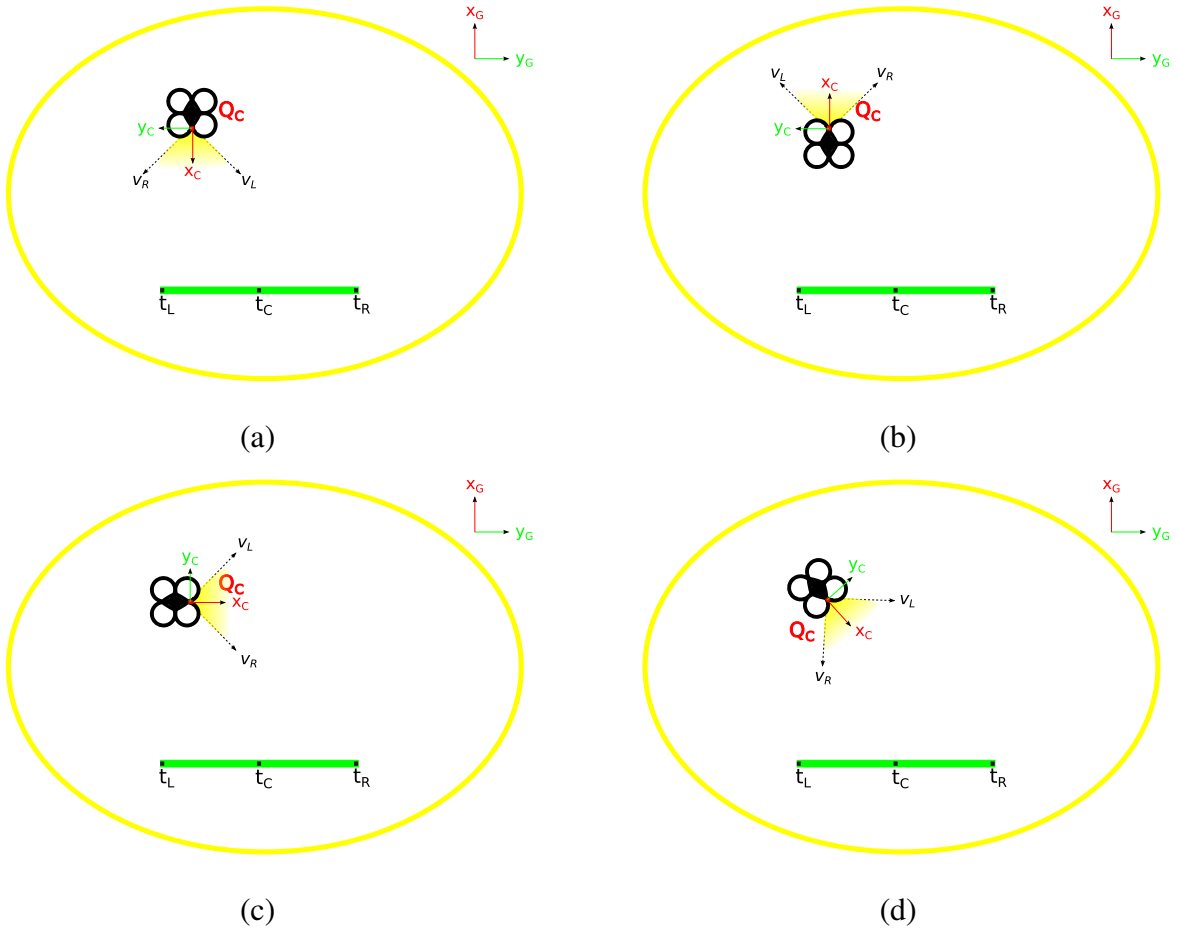 x_G
y_G
Q_C
y_C
x_C
v_R
v_L
t_L t_C t_R
(a)
x_G
y_G
v_L
v_R
x_C
Q_C
y_C
t_L t_C t_R
(b)
x_G
y_G
v_L
y_C
Q_C
x_C
v_R
t_L t_C t_R
(c)
x_G
y_G
y_C
v_L
Q_C
x_C
v_R
t_L t_C t_R
(d)